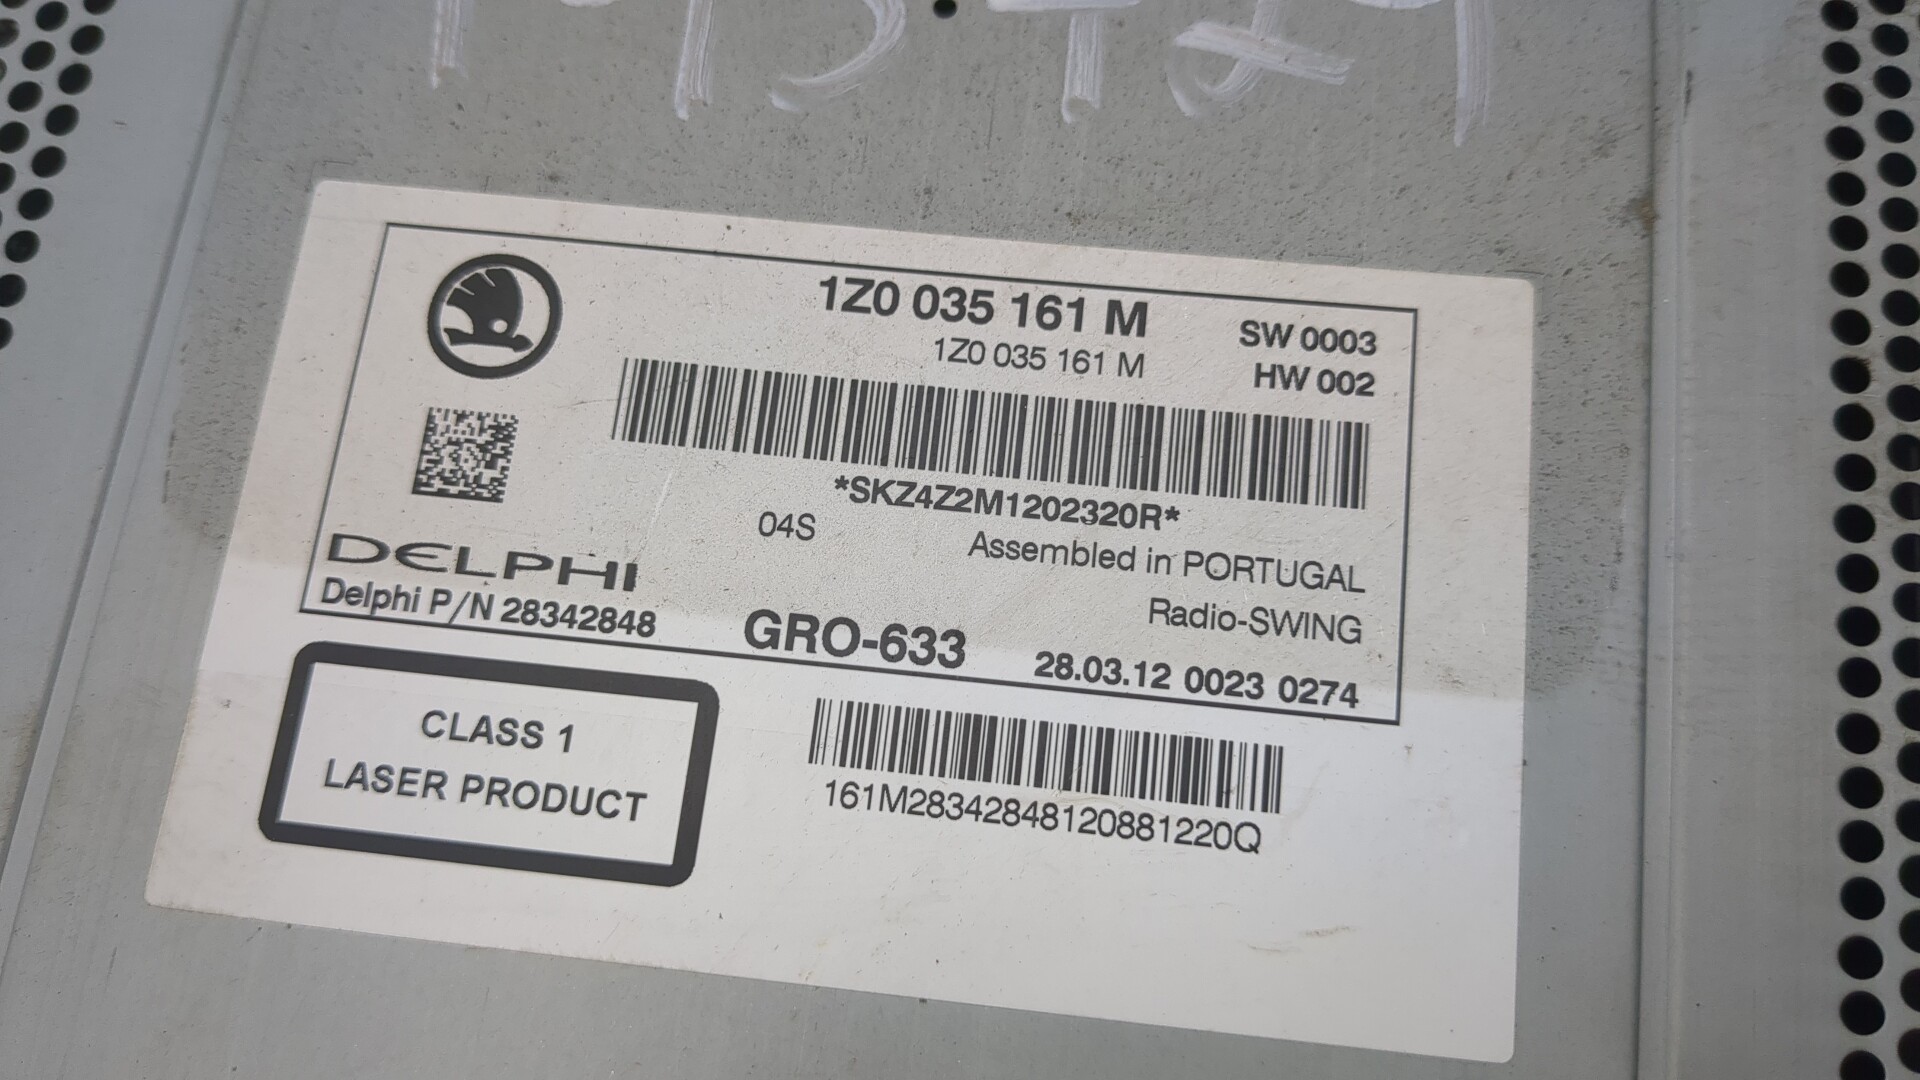 1Z0 035 161 M
SW 0003
1Z0 035 161 M
HW 002
*SKZ4Z2M1202320R*
04S
Assembled in PORTUGAL
DELPHI
Radio-SWING
Delphi P/N 28342848
GRO-633
28.03.12 0023 0274
CLASS 1
LASER PRODUCT
161M28342848120881220Q